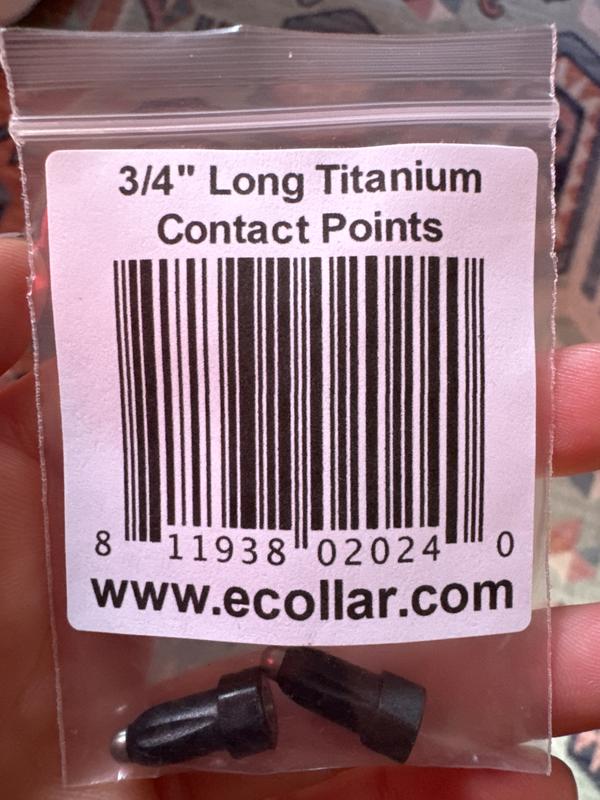 3/4" Long Titanium
Contact Points
8 11938 02024 0
www.ecollar.com